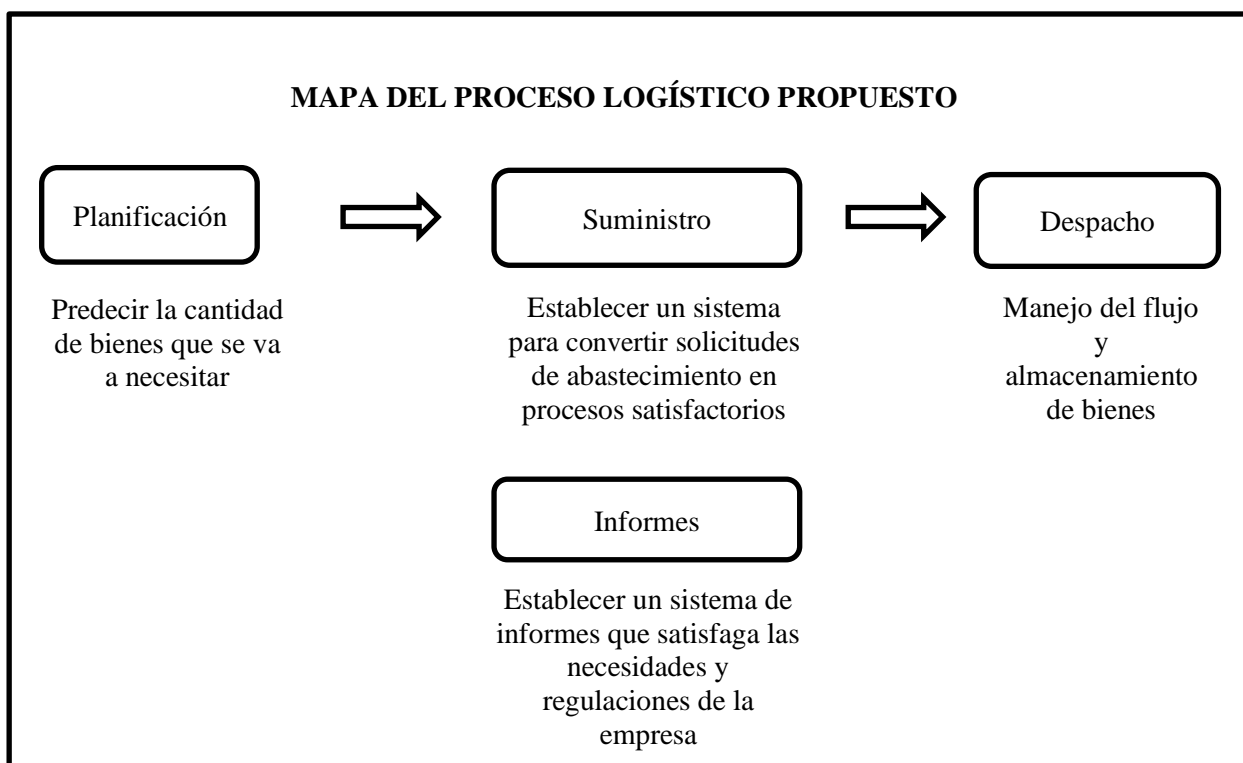 MAPA DEL PROCESO LOGÍSTICO PROPUESTO
Planificación
Predecir la cantidad
de bienes que se va
a necesitar
Suministro
Establecer un sistema
para convertir solicitudes
de abastecimiento en
procesos satisfactorios
Despacho
Manejo del flujo
y
almacenamiento
de bienes
Informes
Establecer un sistema de
informes que satisfaga las
necesidades y
regulaciones de la
empresa